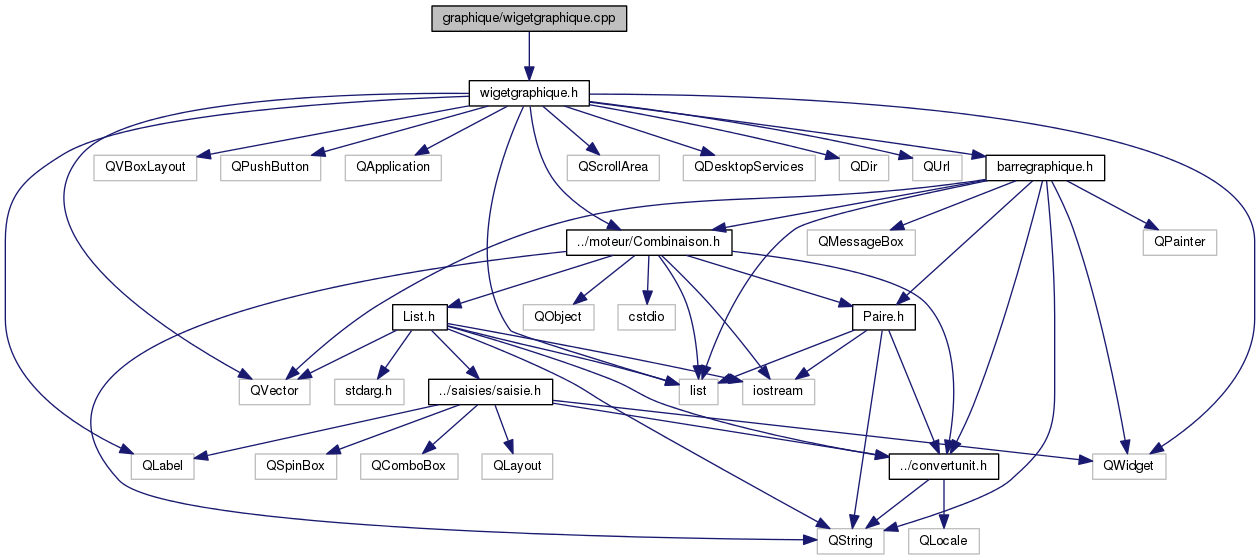 graphique/wigetgraphique.cpp
wigetgraphique.h
QVBoxLayout
QPushButton
QApplication
QScrollArea
QDesktopServices
QDir
QUrl
barregraphique.h
../moteur/Combinaison.h
QMessageBox
QPainter
List.h
QObject
cstdio
Paire.h
QVector
stdarg.h
../saisies/saisie.h
list
iostream
QLabel
QSpinBox
QComboBox
QLayout
../convertunit.h
QWidget
QString
QLocale